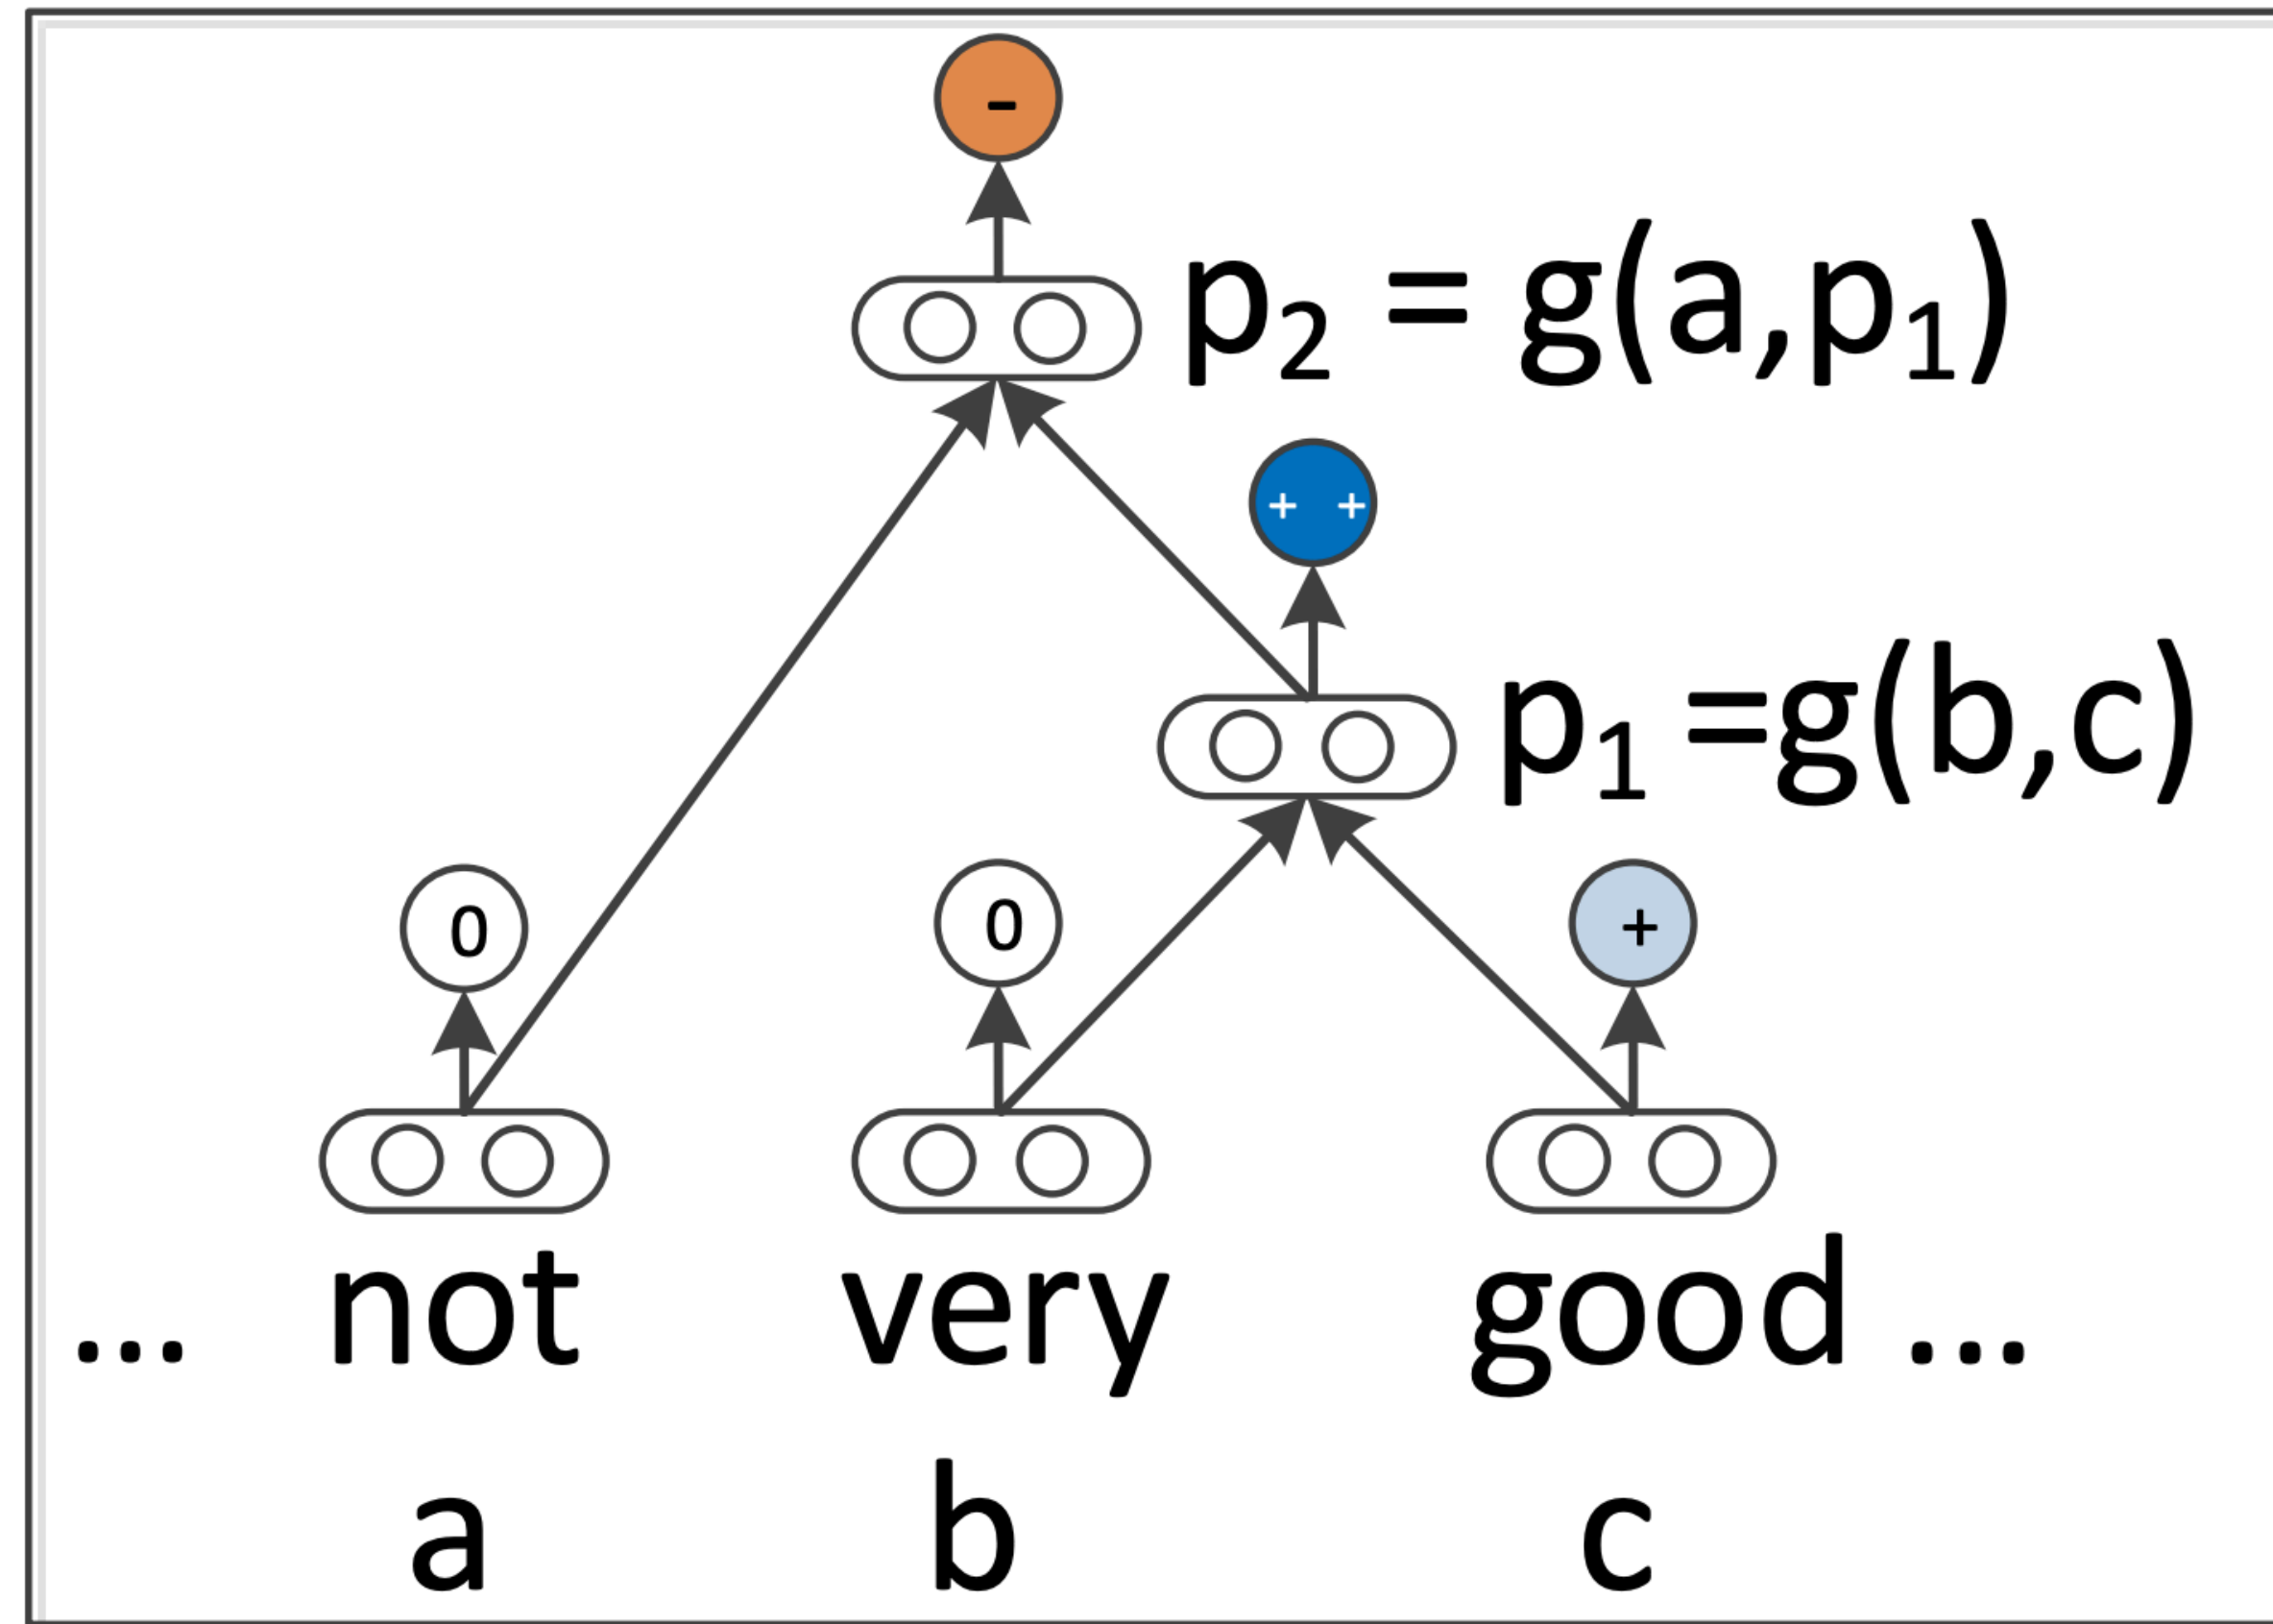 -
p₂ = g(a,p₁)
+ +
p₁ =g(b,c)
0 0 +
... not very good ...
a b c